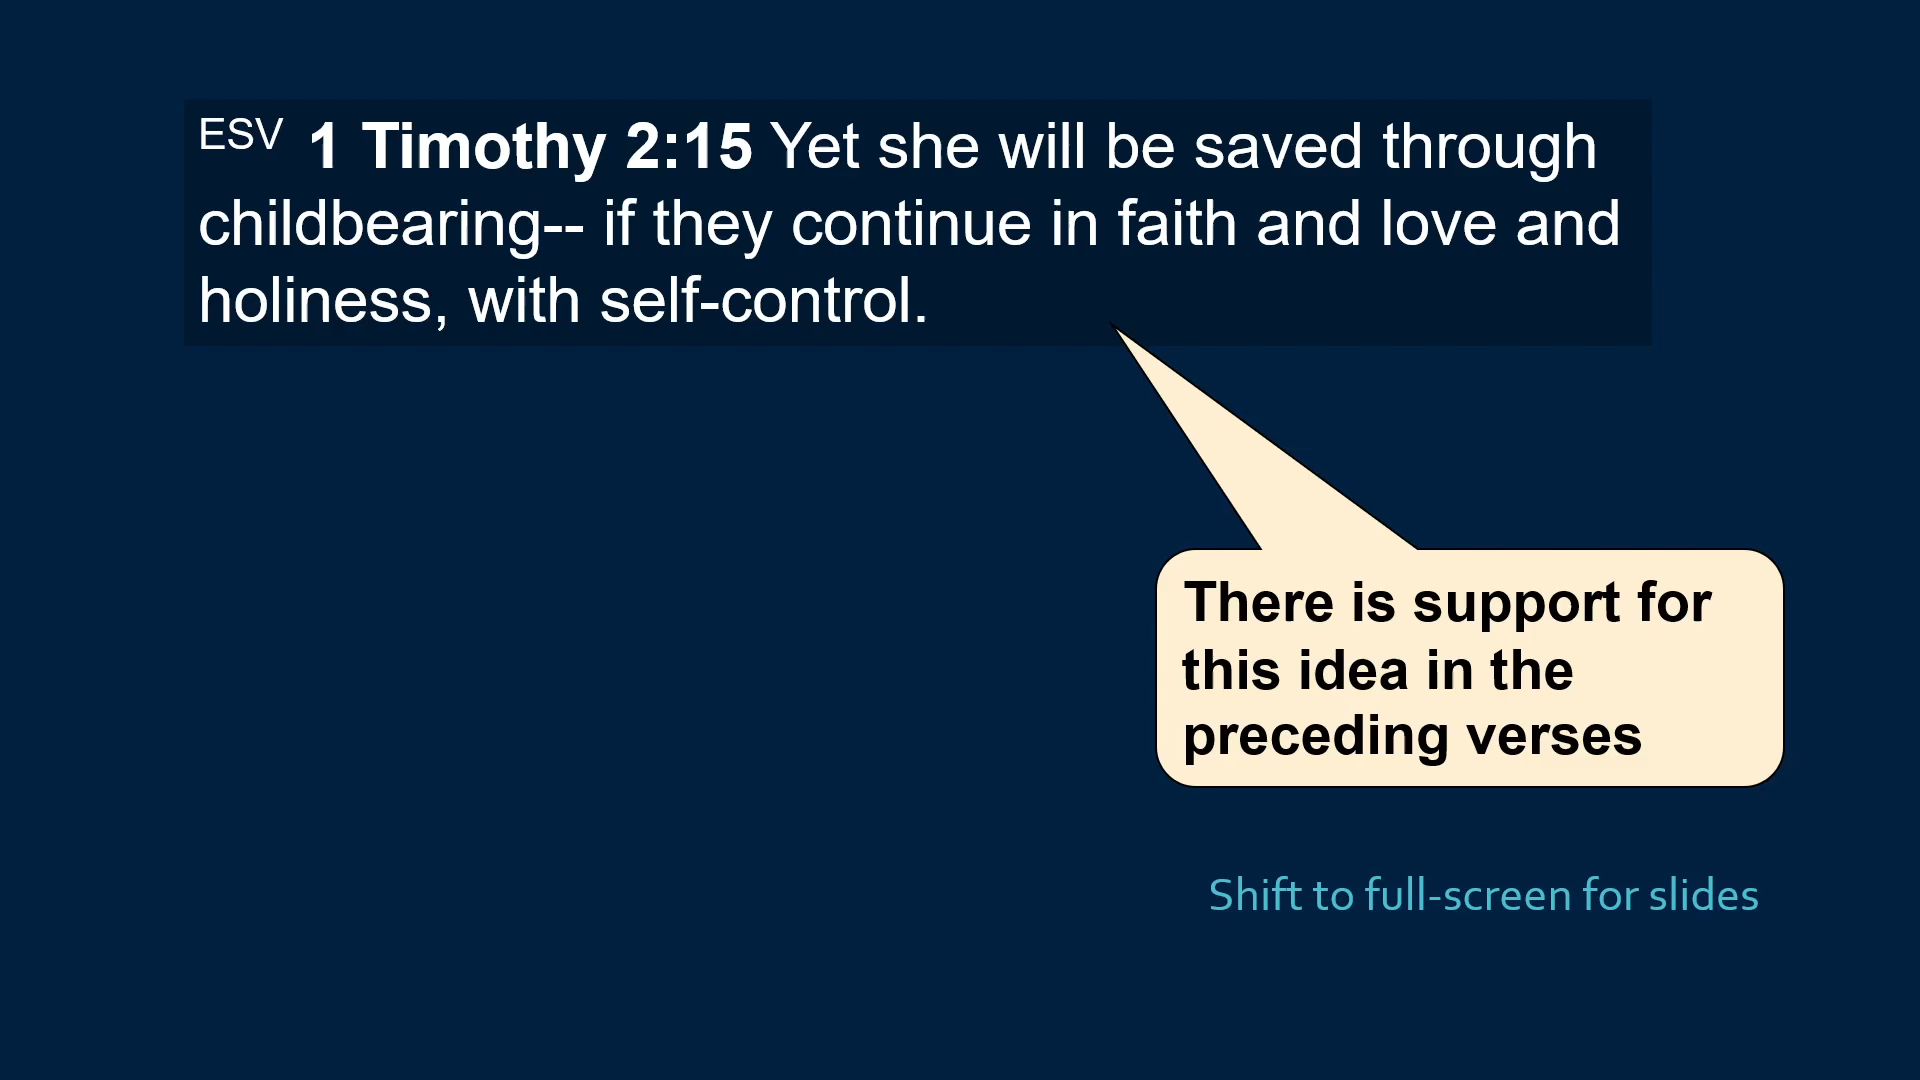 ESV 1 Timothy 2:15 Yet she will be saved through
childbearing-- if they continue in faith and love and
holiness, with self-control.
There is support for
this idea in the
preceding verses
Shift to full-screen for slides